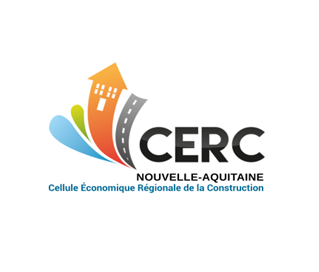 CERC
NOUVELLE-AQUITAINE
Cellule Économique Régionale de la Construction